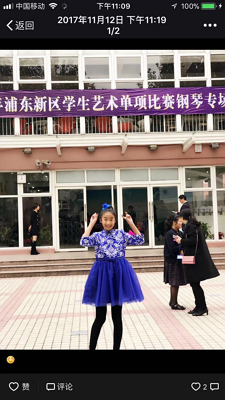 中国移动 下午11:09
返回 2017年11月12日 下午11:19
1/2
浦东新区学生艺术单项比赛钢琴专场
赞 评论 1 2